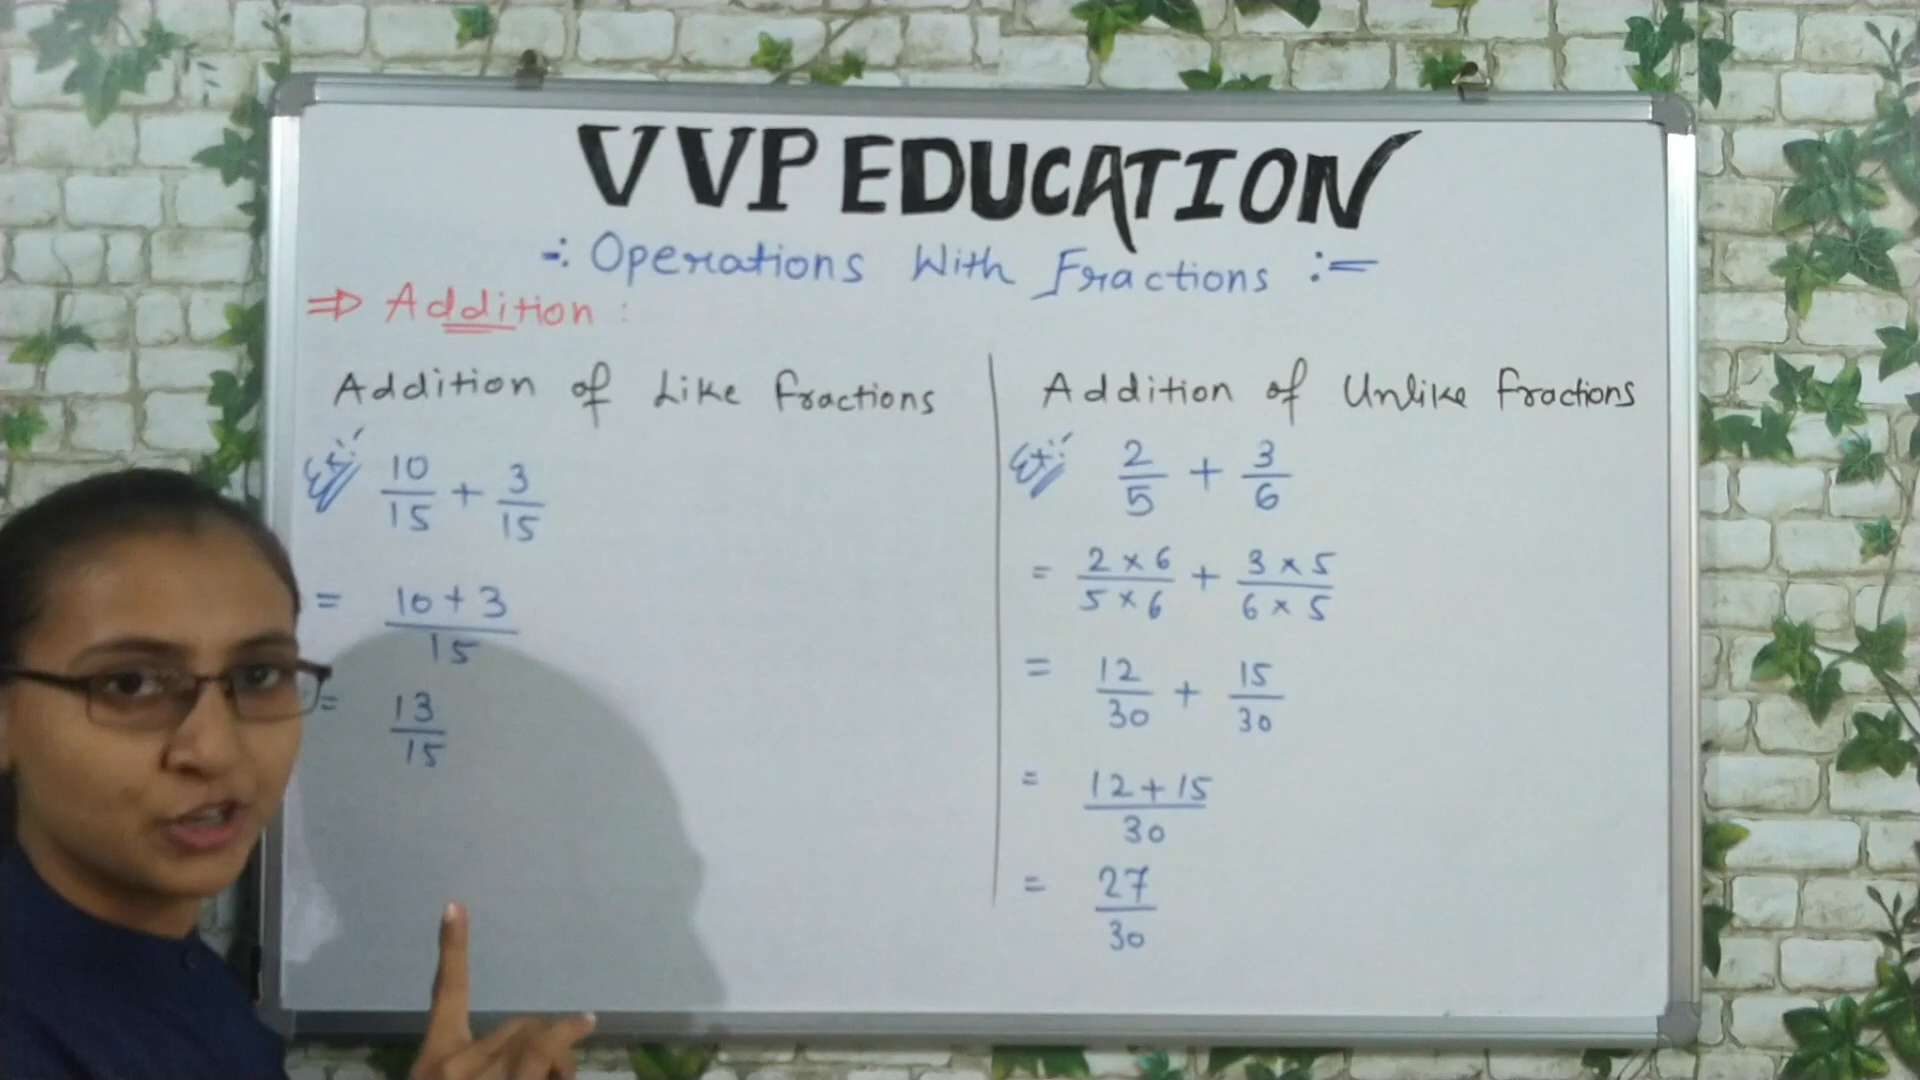 VVP EDUCATION
-: Operations With Fractions :-
⇒ Addition :
Addition of Like fractions
Ex:- 10/15 + 3/15
= 10+3/15
= 13/15
Addition of Unlike fractions
Ex:- 2/5 + 3/6
= 2×6/5×6 + 3×5/6×5
= 12/30 + 15/30
= 12+15/30
= 27/30